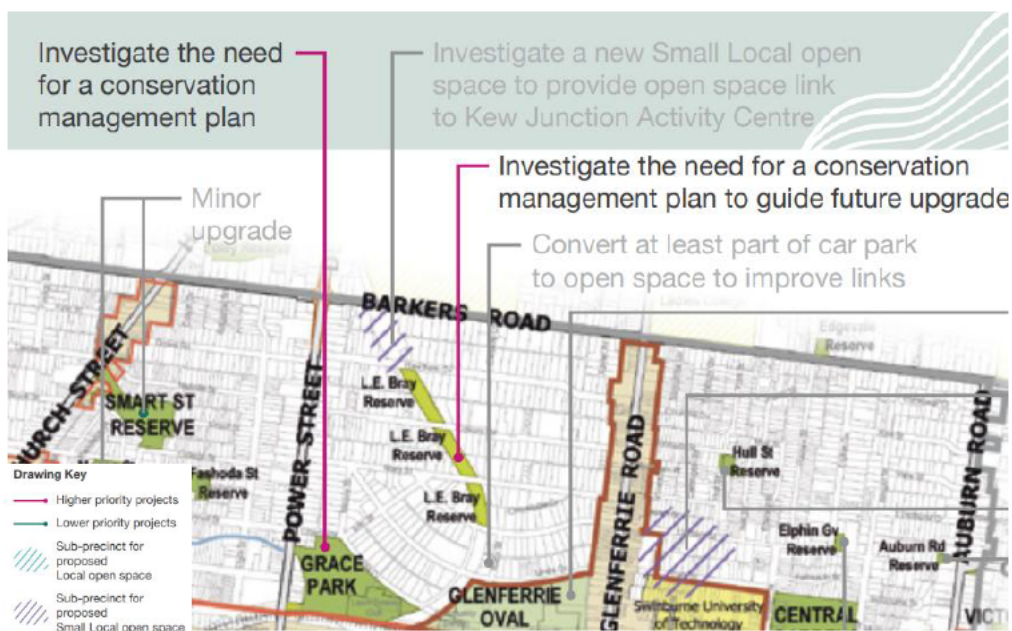 Investigate the need
for a conservation
management plan
Investigate a new Small Local open
space to provide open space link
to Kew Junction Activity Centre
Investigate the need for a conservation
management plan to guide future upgrade
Minor
upgrade
Convert at least part of car park
to open space to improve links
BARKERS ROAD
Edgevale
Reserve
HURCH STREET
SMART ST
RESERVE
POWER STREET
L.E. Bray
Reserve
L.E. Bray
Reserve
L.E. Bray
Reserve
GLENFERRIE ROAD
Hull St
Reserve
AUBURN ROAD
Fashoda St
Reserve
Elphin Gv
Reserve
Auburn Rd
Reserve
GRACE
PARK
GLENFERRIE
OVAL
Swinburne University
of Technology
CENTRAL
VICT
Drawing Key
Higher priority projects
Lower priority projects
Sub-precinct for
proposed
Local open space
Sub-precinct for
proposed
Small Local open space